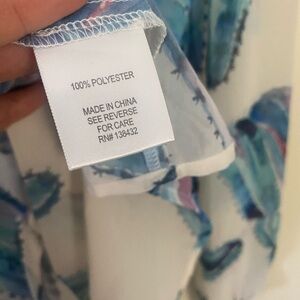 100% POLYESTER
MADE IN CHINA
SEE REVERSE
FOR CARE
RN# 138432